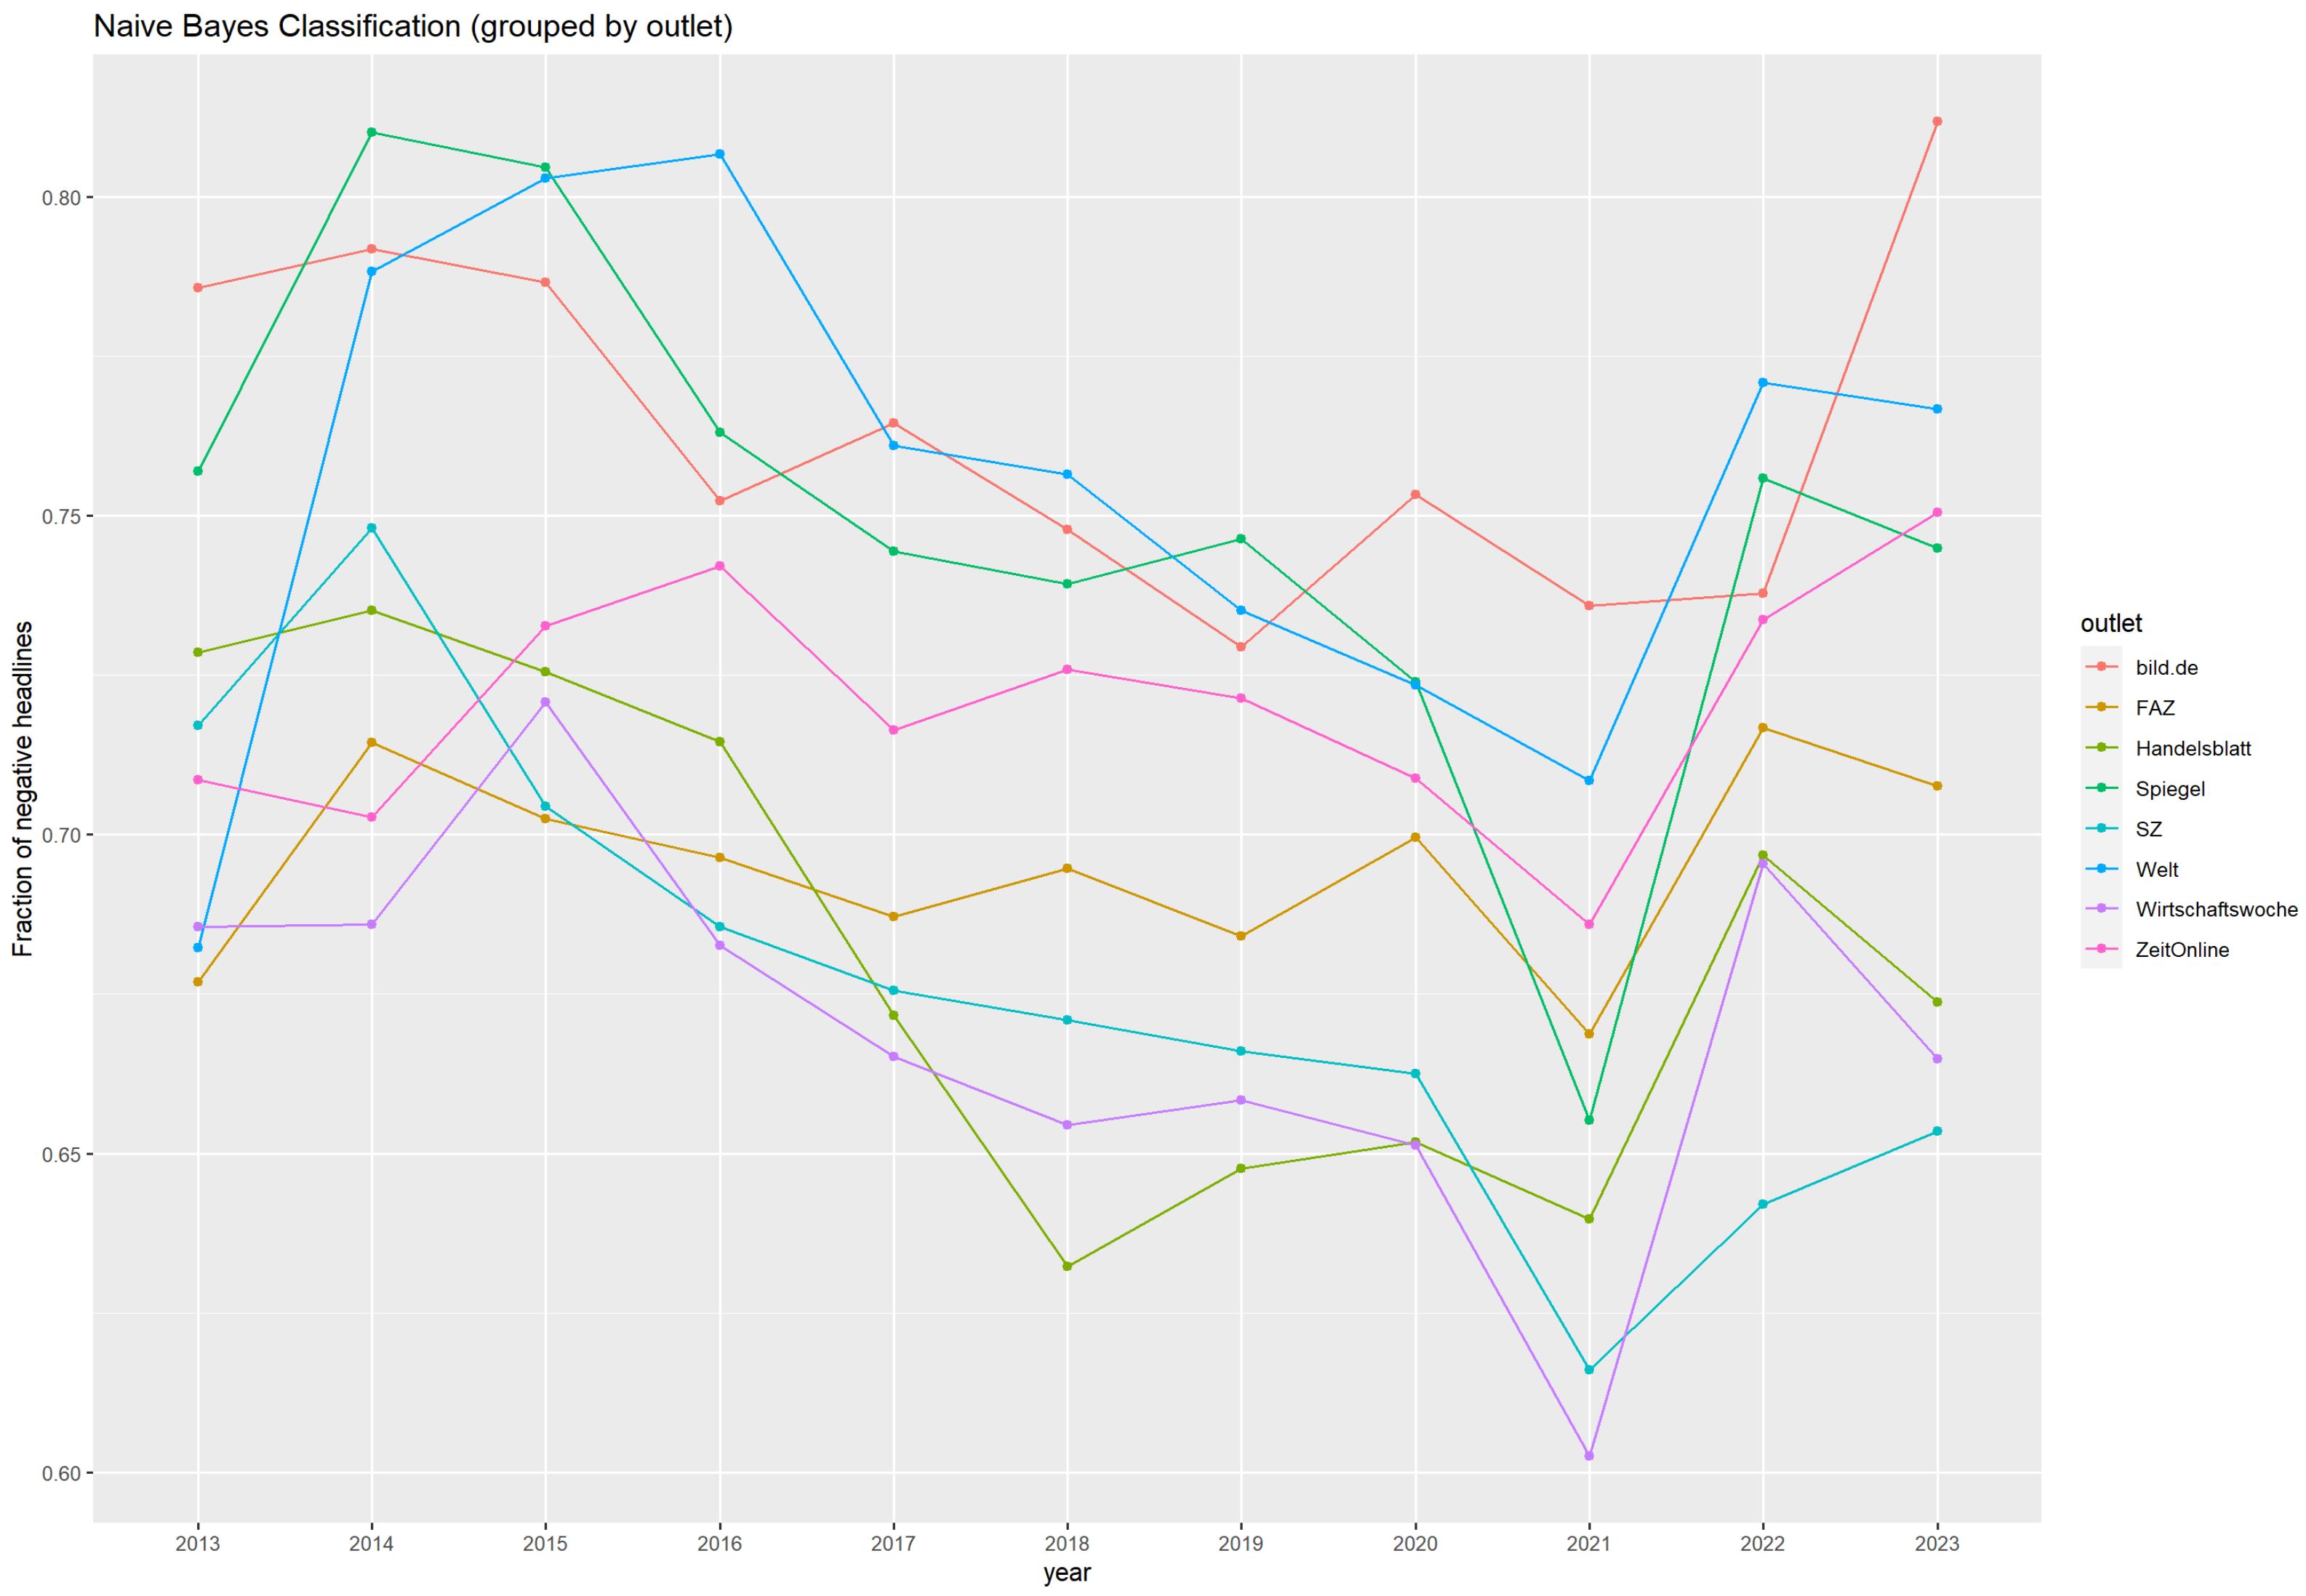 Naive Bayes Classification (grouped by outlet)
Fraction of negative headlines
0.80
0.75
0.70
0.65
0.60
2013 2014 2015 2016 2017 2018 2019 2020 2021 2022 2023
year
outlet
bild.de
FAZ
Handelsblatt
Spiegel
SZ
Welt
Wirtschaftswoche
ZeitOnline